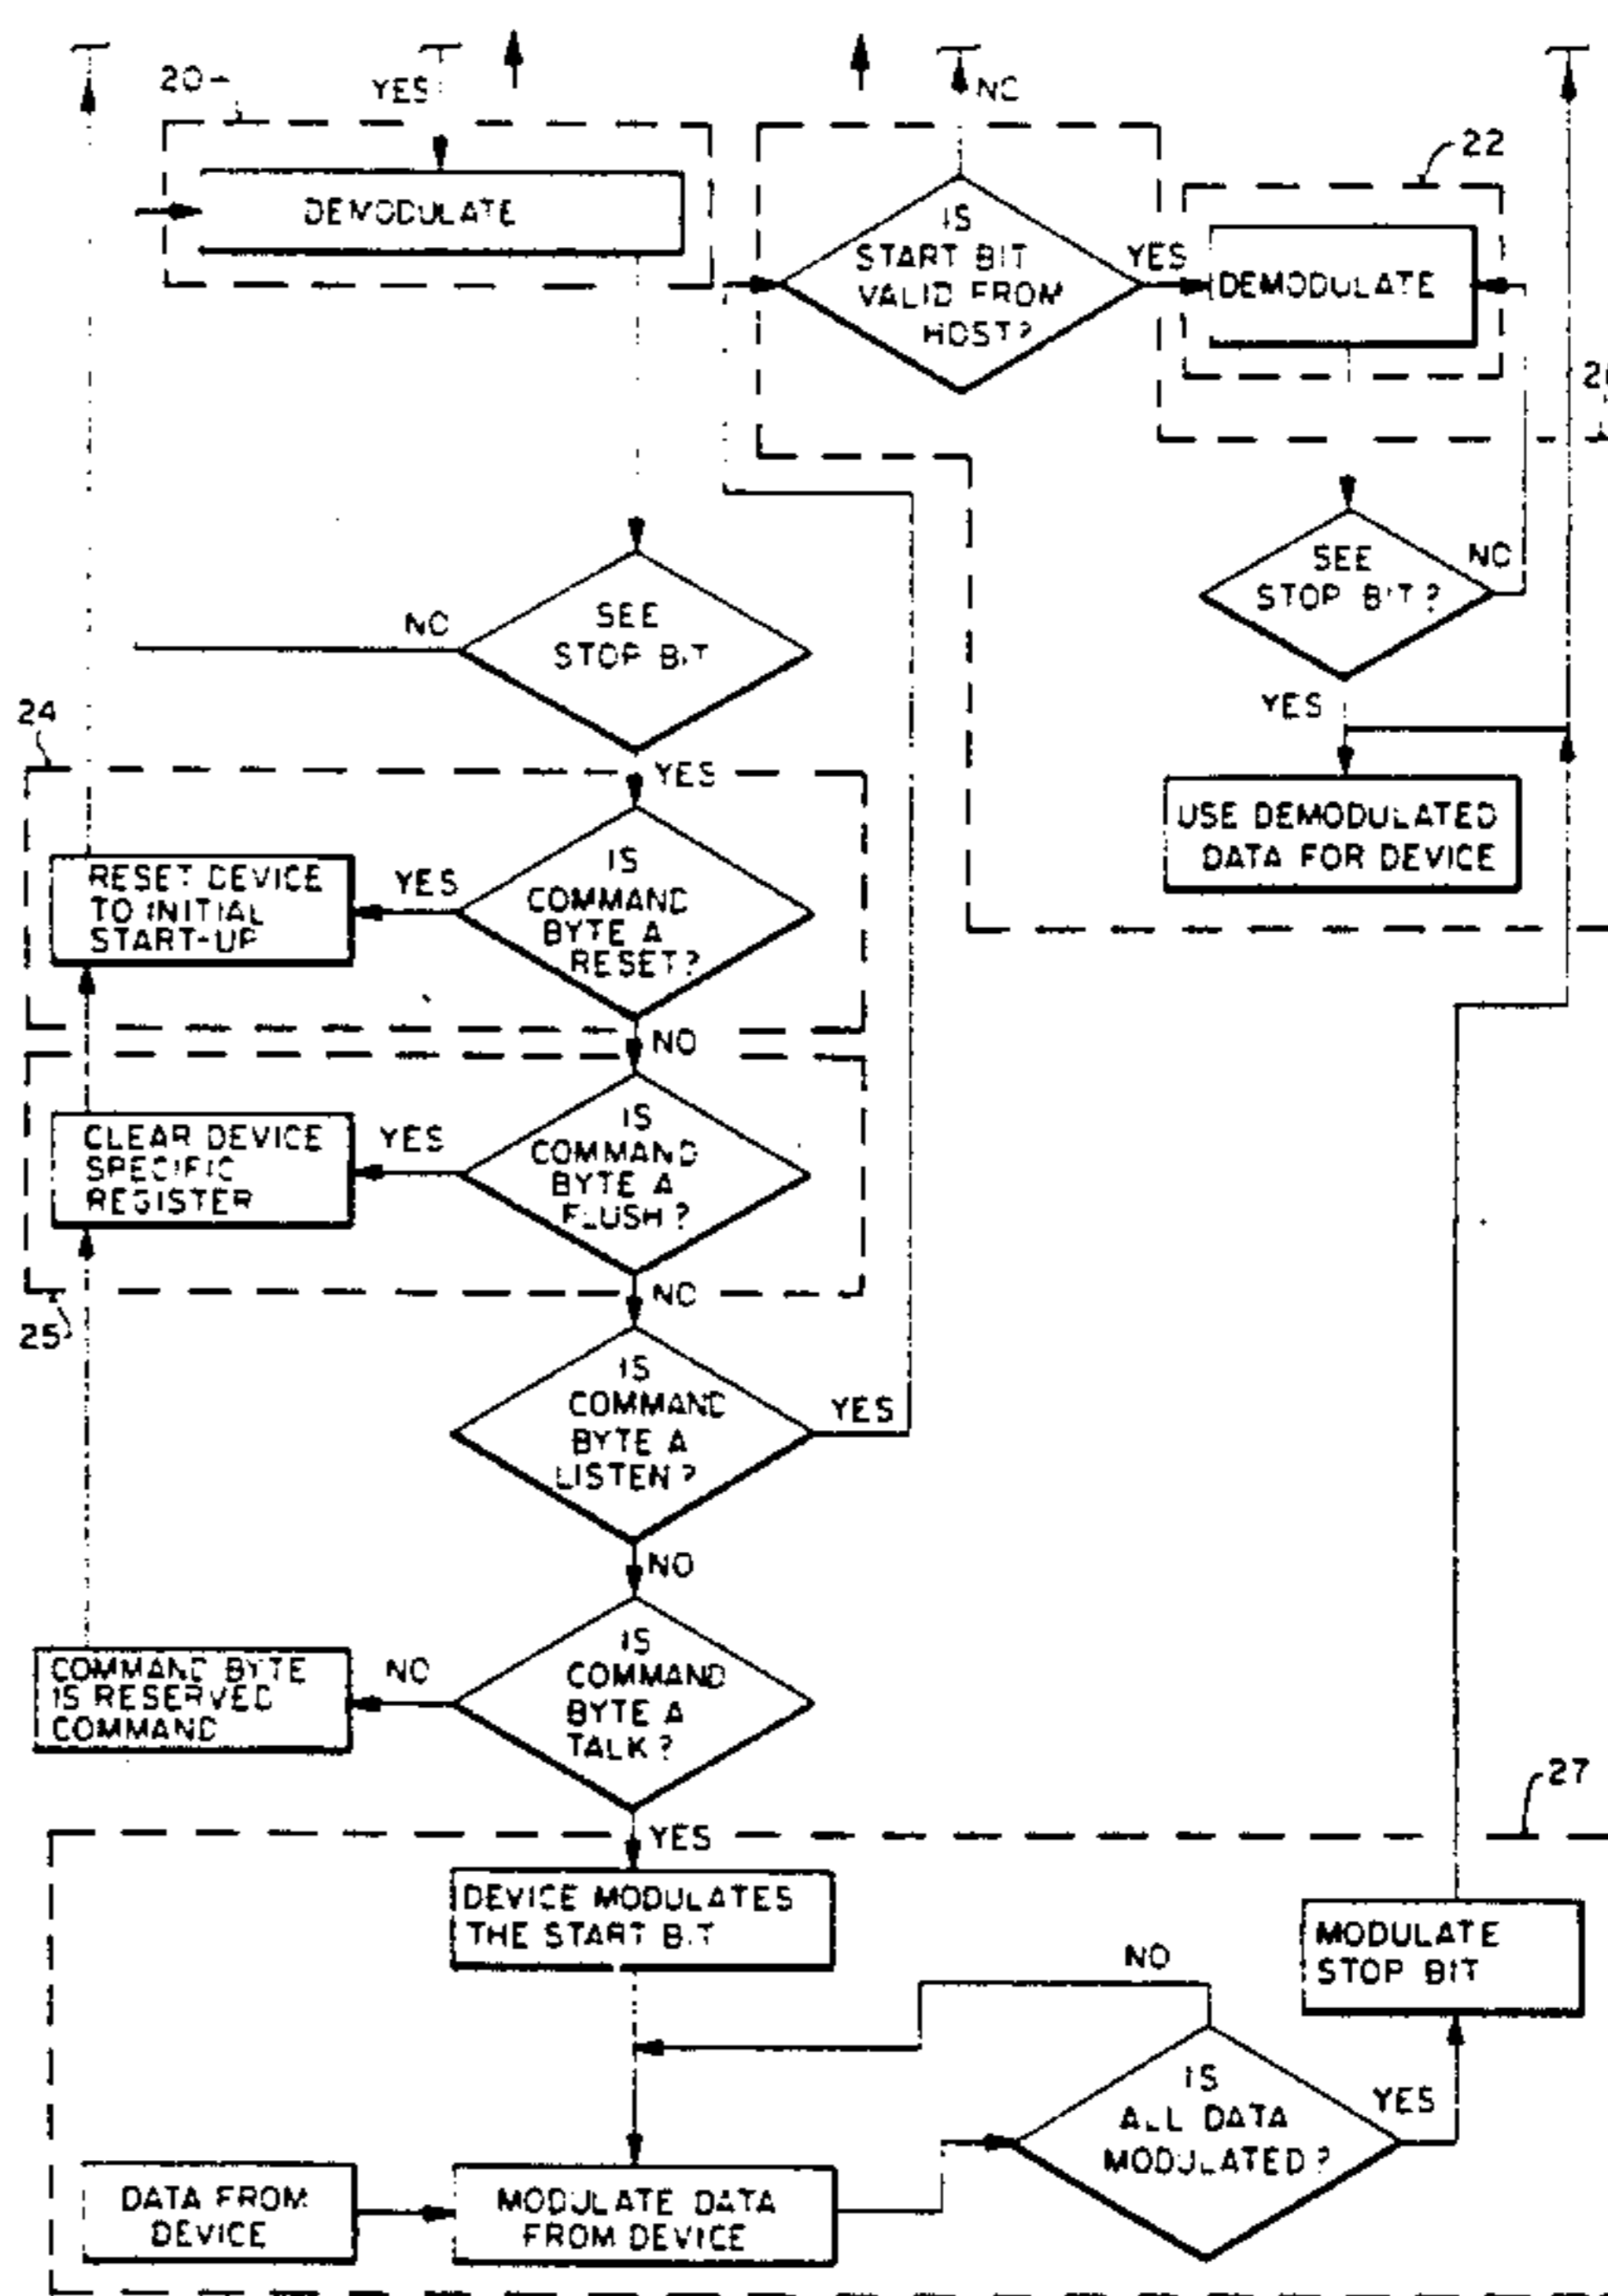 20
YES
NO
22
DEMODULATE
IS
START BIT
VALID FROM
HOST?
YES
DEMODULATE
SEE
STOP BIT
NO
SEE
STOP BIT?
NO
YES
24
YES
USE DEMODULATED
DATA FOR DEVICE
RESET DEVICE
TO INITIAL
START-UP
YES
IS
COMMAND
BYTE A
RESET?
NO
CLEAR DEVICE
SPECIFIC
REGISTER
YES
IS
COMMAND
BYTE A
FLUSH?
25
NO
IS
COMMAND
BYTE A
LISTEN?
YES
NO
COMMAND BYTE
IS RESERVED
COMMAND
NO
IS
COMMAND
BYTE A
TALK?
27
YES
DEVICE MODULATES
THE START BIT
MODULATE
STOP BIT
NO
IS
ALL DATA
MODULATED?
YES
DATA FROM
DEVICE
MODULATE DATA
FROM DEVICE